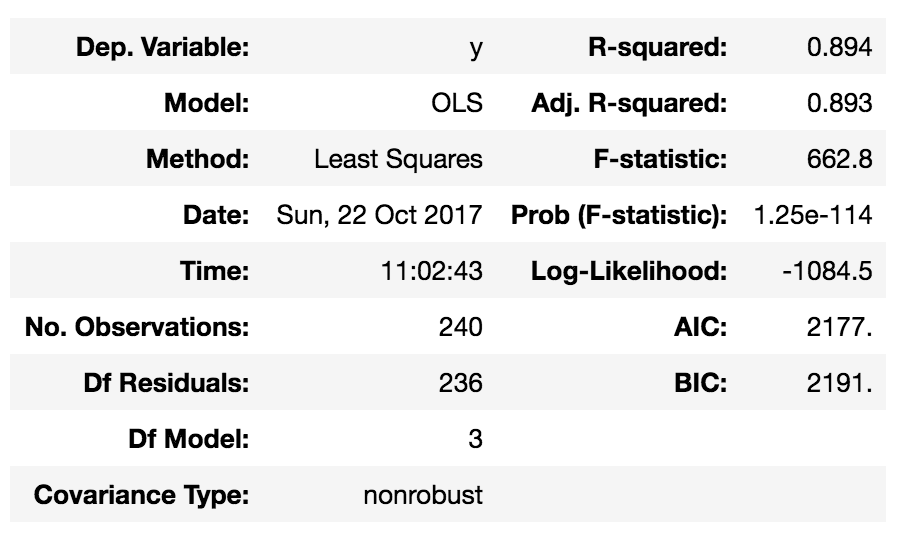 Dep. Variable: y R-squared: 0.894
Model: OLS Adj. R-squared: 0.893
Method: Least Squares F-statistic: 662.8
Date: Sun, 22 Oct 2017 Prob (F-statistic): 1.25e-114
Time: 11:02:43 Log-Likelihood: -1084.5
No. Observations: 240 AIC: 2177.
Df Residuals: 236 BIC: 2191.
Df Model: 3
Covariance Type: nonrobust